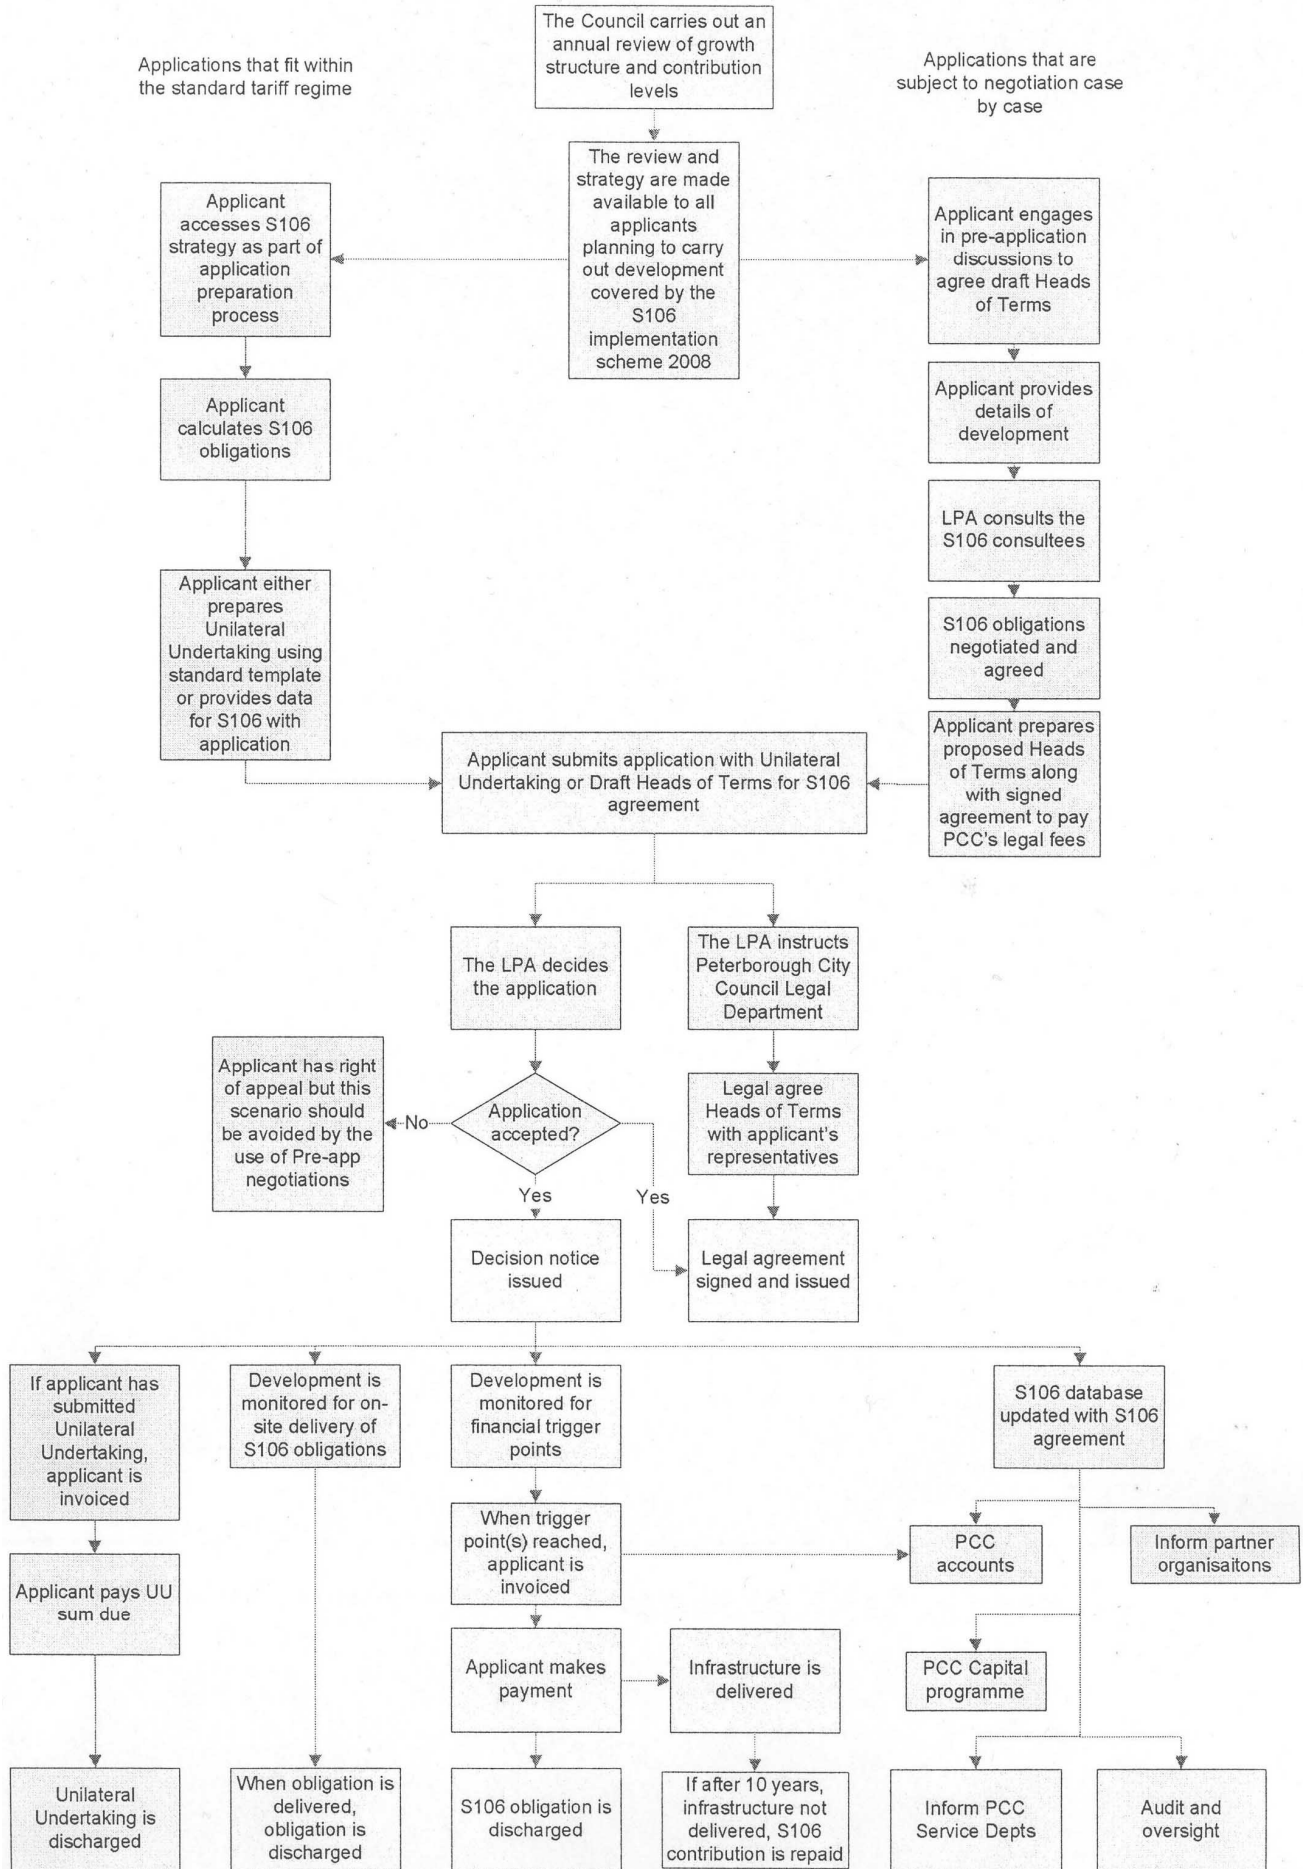 The Council carries out an
annual review of growth
structure and contribution
levels
Applications that fit within
the standard tariff regime
Applications that are
subject to negotiation case
by case
The review and
strategy are made
available to all
applicants
planning to carry
out development
covered by the
S106
implementation
scheme 2008
Applicant
accesses S106
strategy as part of
application
preparation
process
Applicant
calculates S106
obligations
Applicant either
prepares
Unilateral
Undertaking using
standard template
or provides data
for S106 with
application
Applicant engages
in pre-application
discussions to
agree draft Heads
of Terms
Applicant provides
details of
development
LPA consults the
S106 consultees
S106 obligations
negotiated and
agreed
Applicant prepares
proposed Heads
of Terms along
with signed
agreement to pay
PCC's legal fees
Applicant submits application with Unilateral
Undertaking or Draft Heads of Terms for S106
agreement
The LPA decides
the application
The LPA instructs
Peterborough City
Council Legal
Department
Applicant has right
of appeal but this
scenario should
be avoided by the
use of Pre-app
negotiations
No
Application
accepted?
Legal agree
Heads of Terms
with applicant's
representatives
Yes
Yes
Decision notice
issued
Legal agreement
signed and issued
If applicant has
submitted
Unilateral
Undertaking,
applicant is
invoiced
Applicant pays UU
sum due
Unilateral
Undertaking is
discharged
Development is
monitored for on-
site delivery of
S106 obligations
When obligation is
delivered,
obligation is
discharged
Development is
monitored for
financial trigger
points
When trigger
point(s) reached,
applicant is
invoiced
Applicant makes
payment
S106 obligation is
discharged
Infrastructure is
delivered
If after 10 years,
infrastructure not
delivered, S106
contribution is repaid
S106 database
updated with S106
agreement
PCC
accounts
Inform partner
organisaitons
PCC Capital
programme
Inform PCC
Service Depts
Audit and
oversight